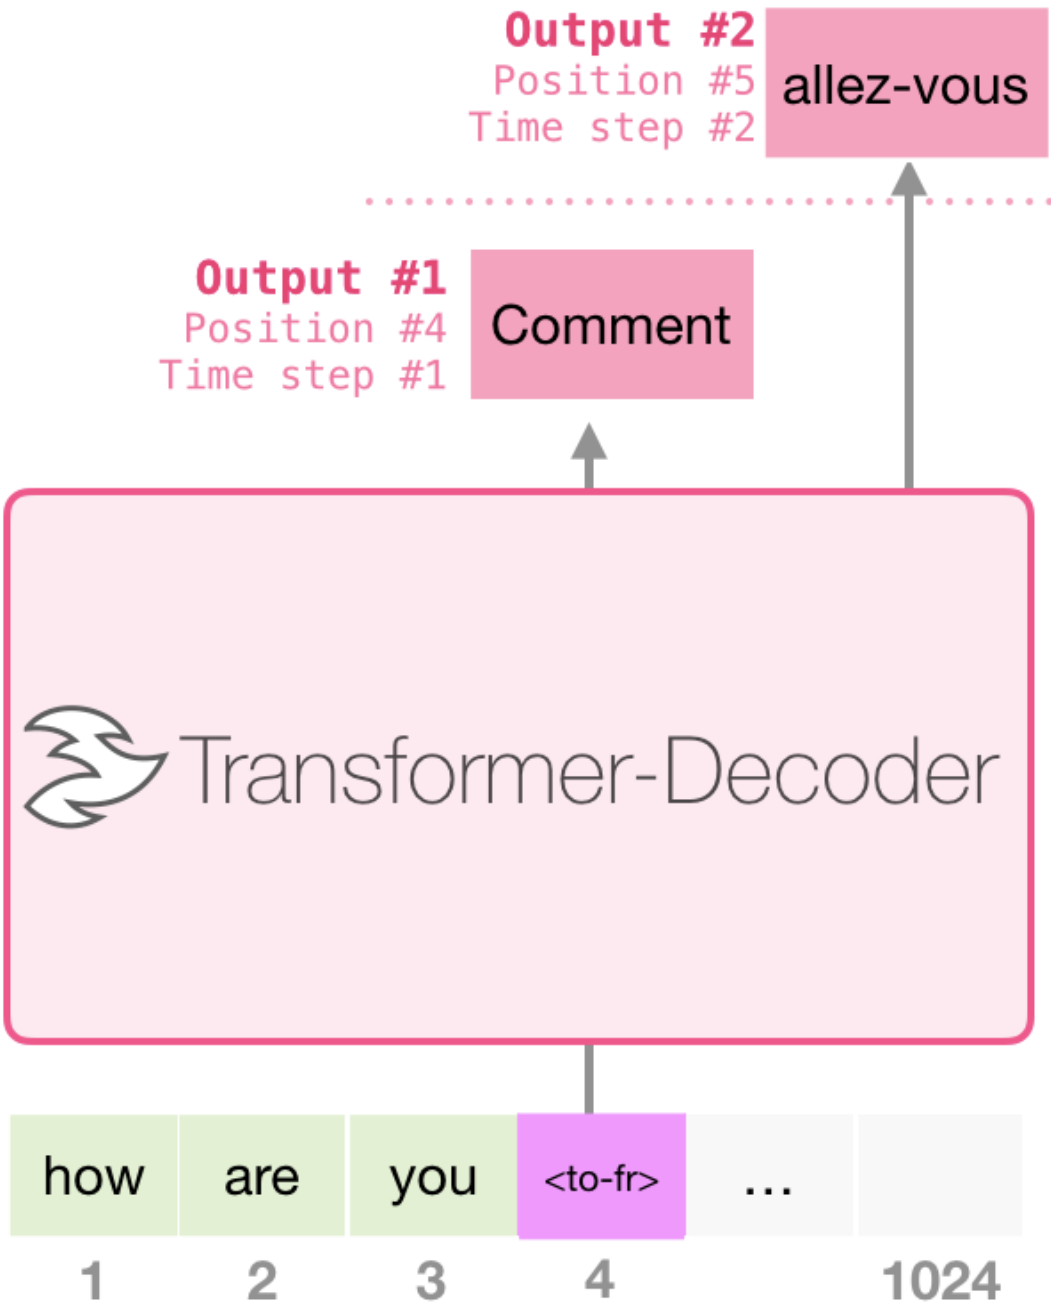 Output #2
Position #5
Time step #2
allez-vous
Output #1
Position #4
Time step #1
Comment
Transformer-Decoder
how are you <to-fr> ...
1 2 3 4 1024